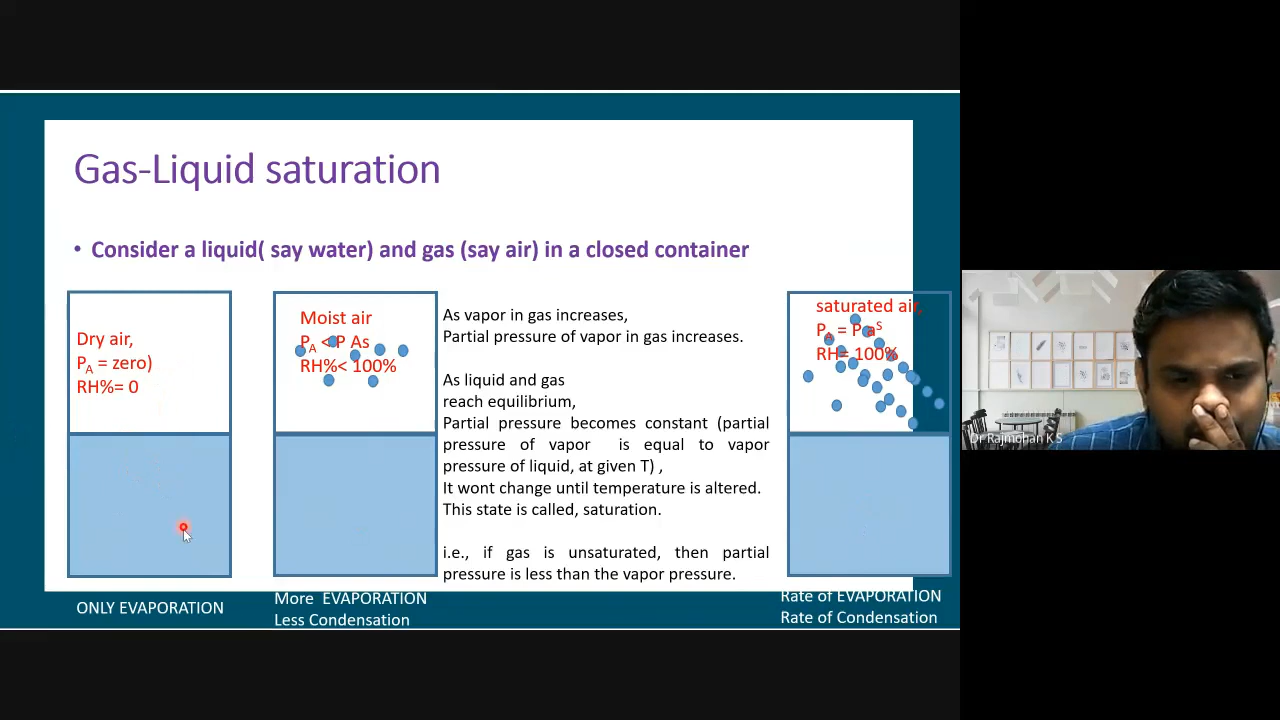 Gas-Liquid saturation
• Consider a liquid( say water) and gas (say air) in a closed container
Dry air,
PA = zero)
RH%= 0
ONLY EVAPORATION
Moist air
PA < P As
RH%< 100%
More EVAPORATION
Less Condensation
As vapor in gas increases,
Partial pressure of vapor in gas increases.
As liquid and gas
reach equilibrium,
Partial pressure becomes constant (partial
pressure of vapor is equal to vapor
pressure of liquid, at given T) ,
It wont change until temperature is altered.
This state is called, saturation.
i.e., if gas is unsaturated, then partial
pressure is less than the vapor pressure.
saturated air,
PA = P aS
RH= 100%
Rate of EVAPORATION
Rate of Condensation
Dr Rajmohan K S